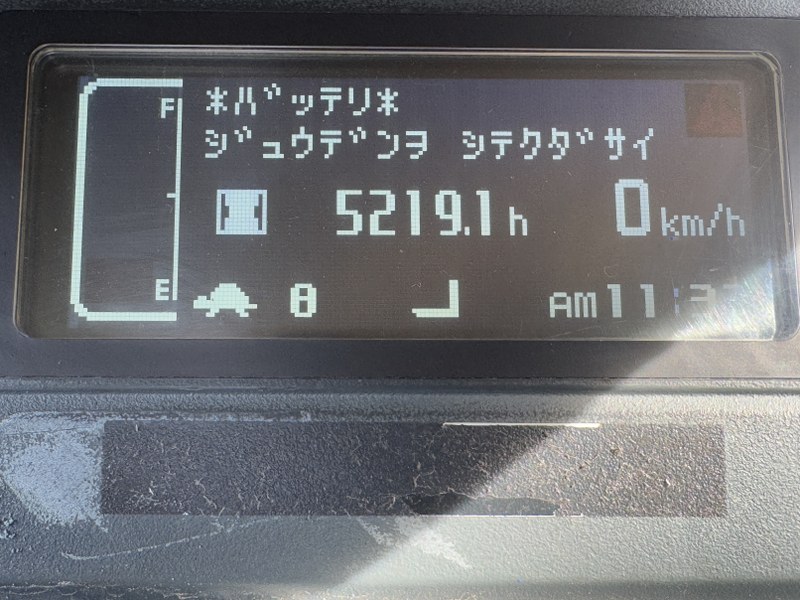 F
*バッテリ*
ジュウデンヲ シテクダサイ
5219.1h
0km/h
E
8
AM11:3